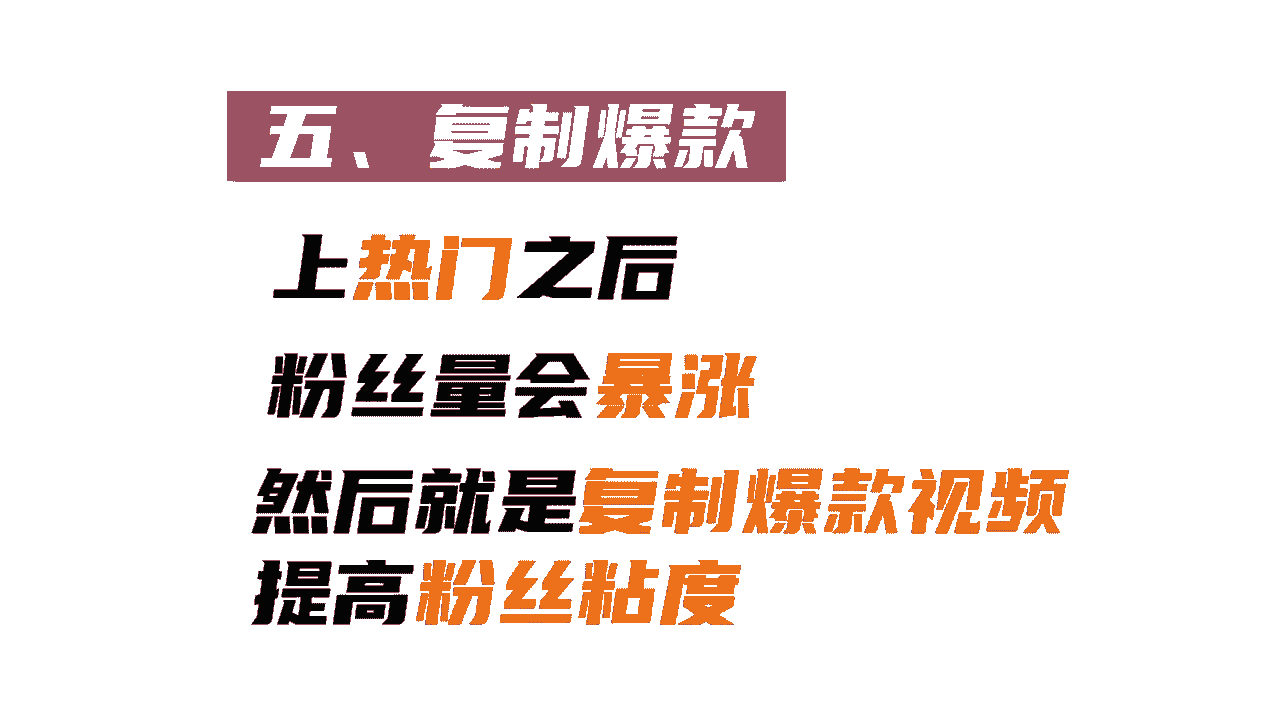 五、复制爆款
上热门之后
粉丝量会暴涨
然后就是复制爆款视频
提高粉丝粘度